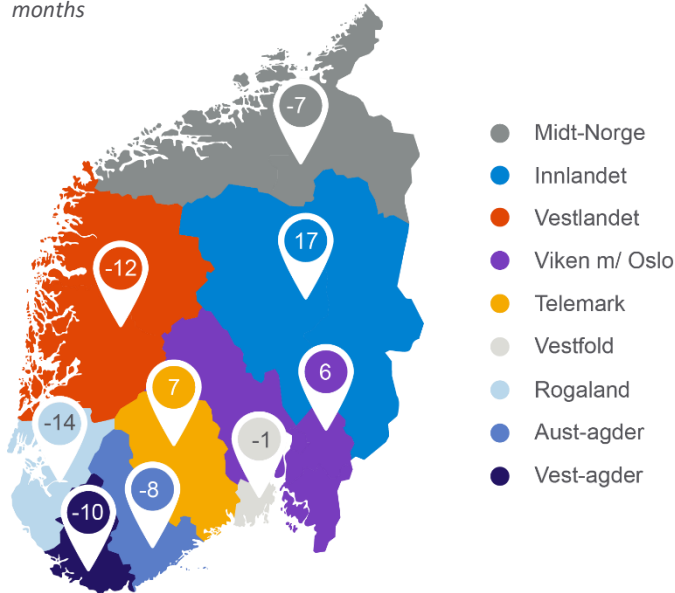 months
-7
17
-12
6
7
-14
-1
-8
-10
Midt-Norge
Innlandet
Vestlandet
Viken m/ Oslo
Telemark
Vestfold
Rogaland
Aust-agder
Vest-agder